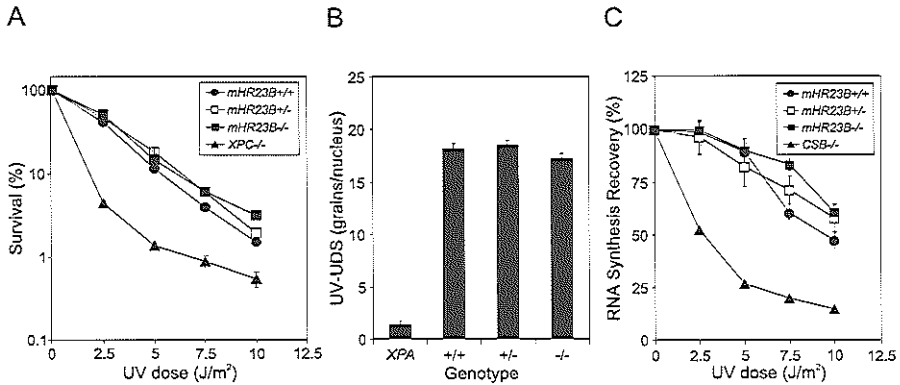 A
Survival (%)
100
10
1
0.1
0
2.5
5
7.5
10
12.5
UV dose (J/m²)
mHR23B+/+
mHR23B+/-
mHR23B-/-
XPC-/-
B
UV-UDS (grains/nucleus)
25
20
15
10
5
0
XPA
+/+
+/-
-/-
Genotype
C
RNA Synthesis Recovery (%)
125
100
75
50
25
0
0
2.5
5
7.5
10
12.5
UV dose (J/m²)
mHR23B+/+
mHR23B+/-
mHR23B-/-
CSB-/-